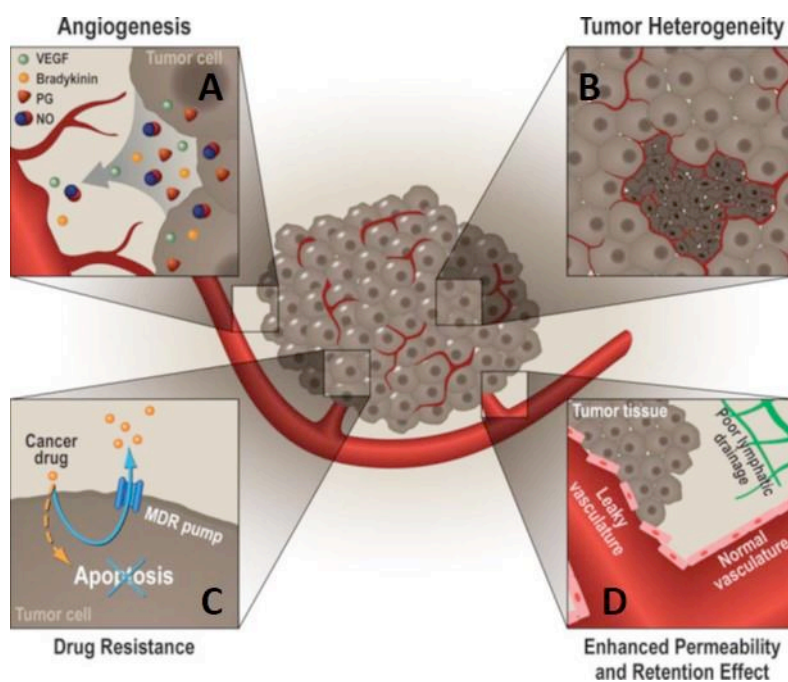 Angiogenesis
Tumor Heterogeneity
VEGF
Bradykinin
PG
NO
Tumor cell
A
B
Cancer
drug
MDR pump
Apoptosis
Tumor cell
C
Drug Resistance
Tumor tissue
Poor lymphatic
drainage
Leaky
vasculature
Normal
vasculature
D
Enhanced Permeability
and Retention Effect